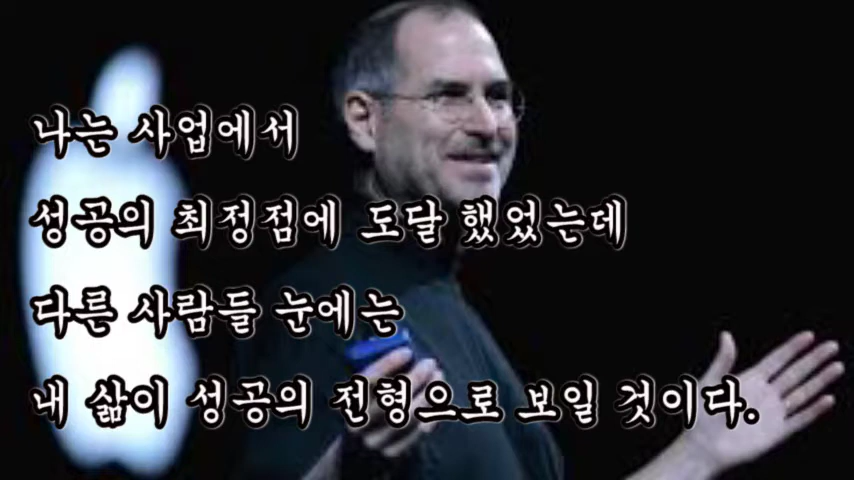 나는 사업에서
성공의 최정점에 도달 했었는데
다른 사람들 눈에는
내 삶이 성공의 전형으로 보일 것이다.